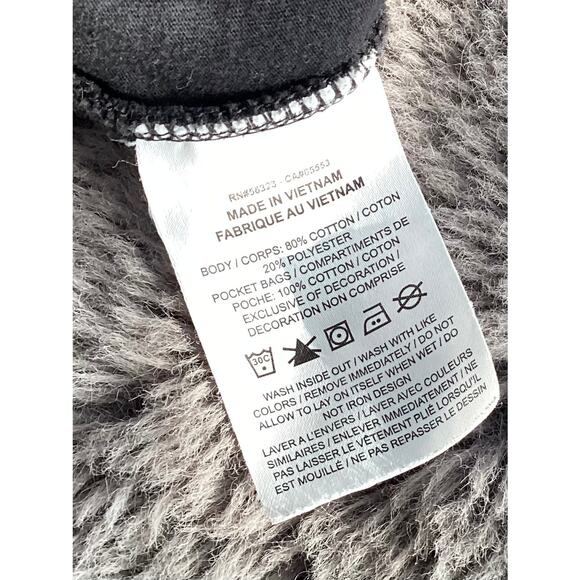 RN#56323 - CA#05553
MADE IN VIETNAM
FABRIQUE AU VIETNAM
BODY / CORPS: 80% COTTON / COTON
20% POLYESTER
POCKET BAGS / COMPARTIMENTS DE
POCHE: 100% COTTON / COTON
EXCLUSIVE OF DECORATION /
DECORATION NON COMPRISE
30C
WASH INSIDE OUT / WASH WITH LIKE
COLORS / REMOVE IMMEDIATELY / DO NOT
ALLOW TO LAY ON ITSELF WHEN WET / DO
NOT IRON DESIGN
LAVER A L'ENVERS / LAVER AVEC COULEURS
SIMILAIRES / ENLEVER IMMEDIATEMENT / NE
PAS LAISSER LE VÊTEMENT PLIÉ LORSQU'IL
EST MOUILLÉ / NE PAS REPASSER LE DESSIN